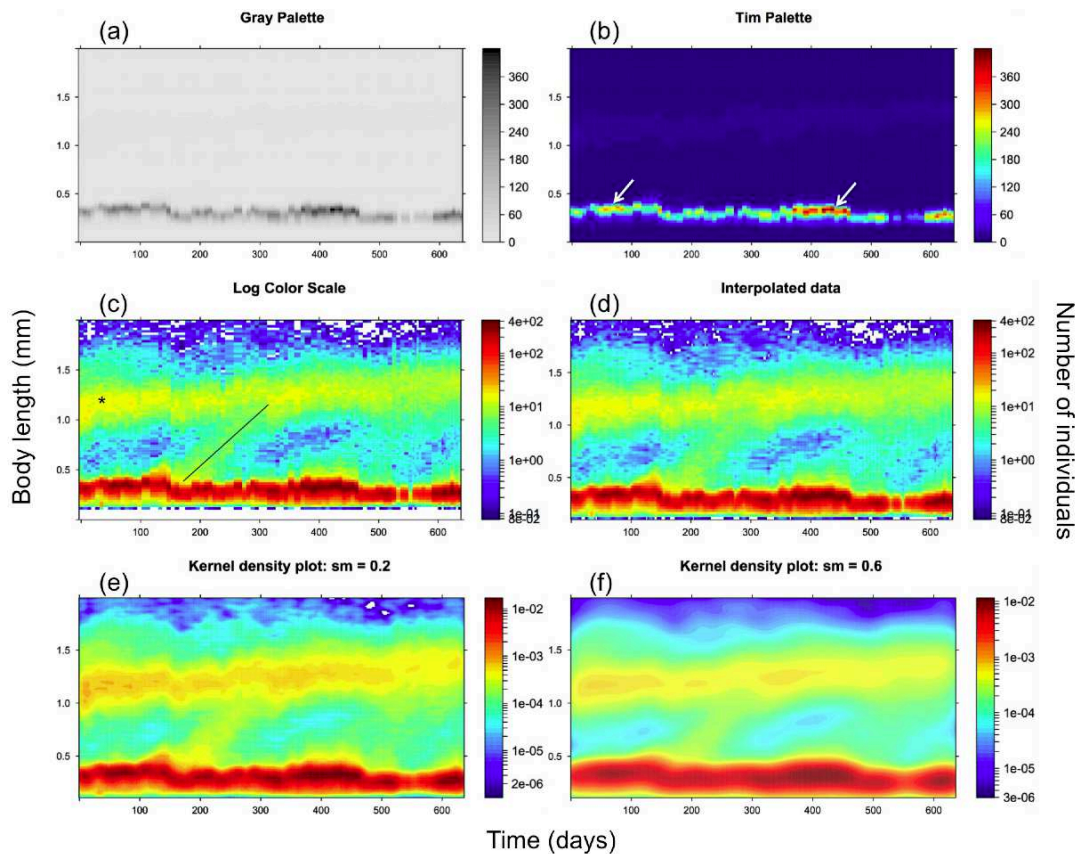 Gray Palette
(a)
1.5
1.0
0.5
100 200 300 400 500 600
360
300
240
180
120
60
0
Tim Palette
(b)
1.5
1.0
0.5
100 200 300 400 500 600
360
300
240
180
120
60
0
Log Color Scale
(c)
*
1.5
1.0
0.5
100 200 300 400 500 600
4e+02
1e+02
1e+01
1e+00
1e-01
8e-02
Interpolated data
(d)
1.5
1.0
0.5
100 200 300 400 500 600
4e+02
1e+02
1e+01
1e+00
1e-01
8e-02
Kernel density plot: sm = 0.2
(e)
1.5
1.0
0.5
0 100 200 300 400 500 600
1e-02
1e-03
1e-04
1e-05
2e-06
Kernel density plot: sm = 0.6
(f)
1.5
1.0
0.5
0 100 200 300 400 500 600
1e-02
1e-03
1e-04
1e-05
3e-06
Body length (mm)
Number of individuals
Time (days)